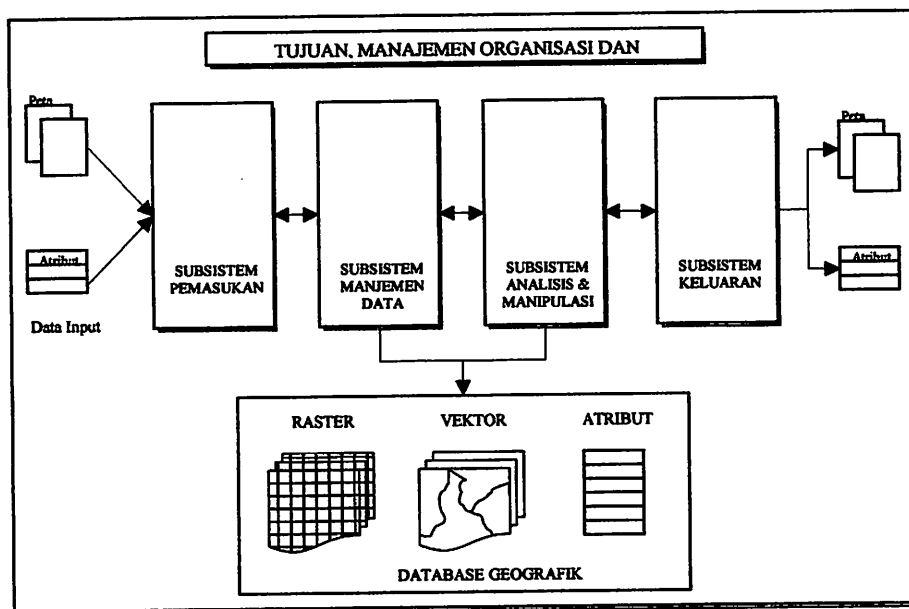 TUJUAN, MANAJEMEN ORGANISASI DAN
Peta
Atribut
Data Input
SUBSISTEM
PEMASUKAN
SUBSISTEM
MANJEMEN
DATA
SUBSISTEM
ANALISIS &
MANIPULASI
SUBSISTEM
KELUARAN
Peta
Atribut
RASTER
VEKTOR
ATRIBUT
DATABASE GEOGRAFIK